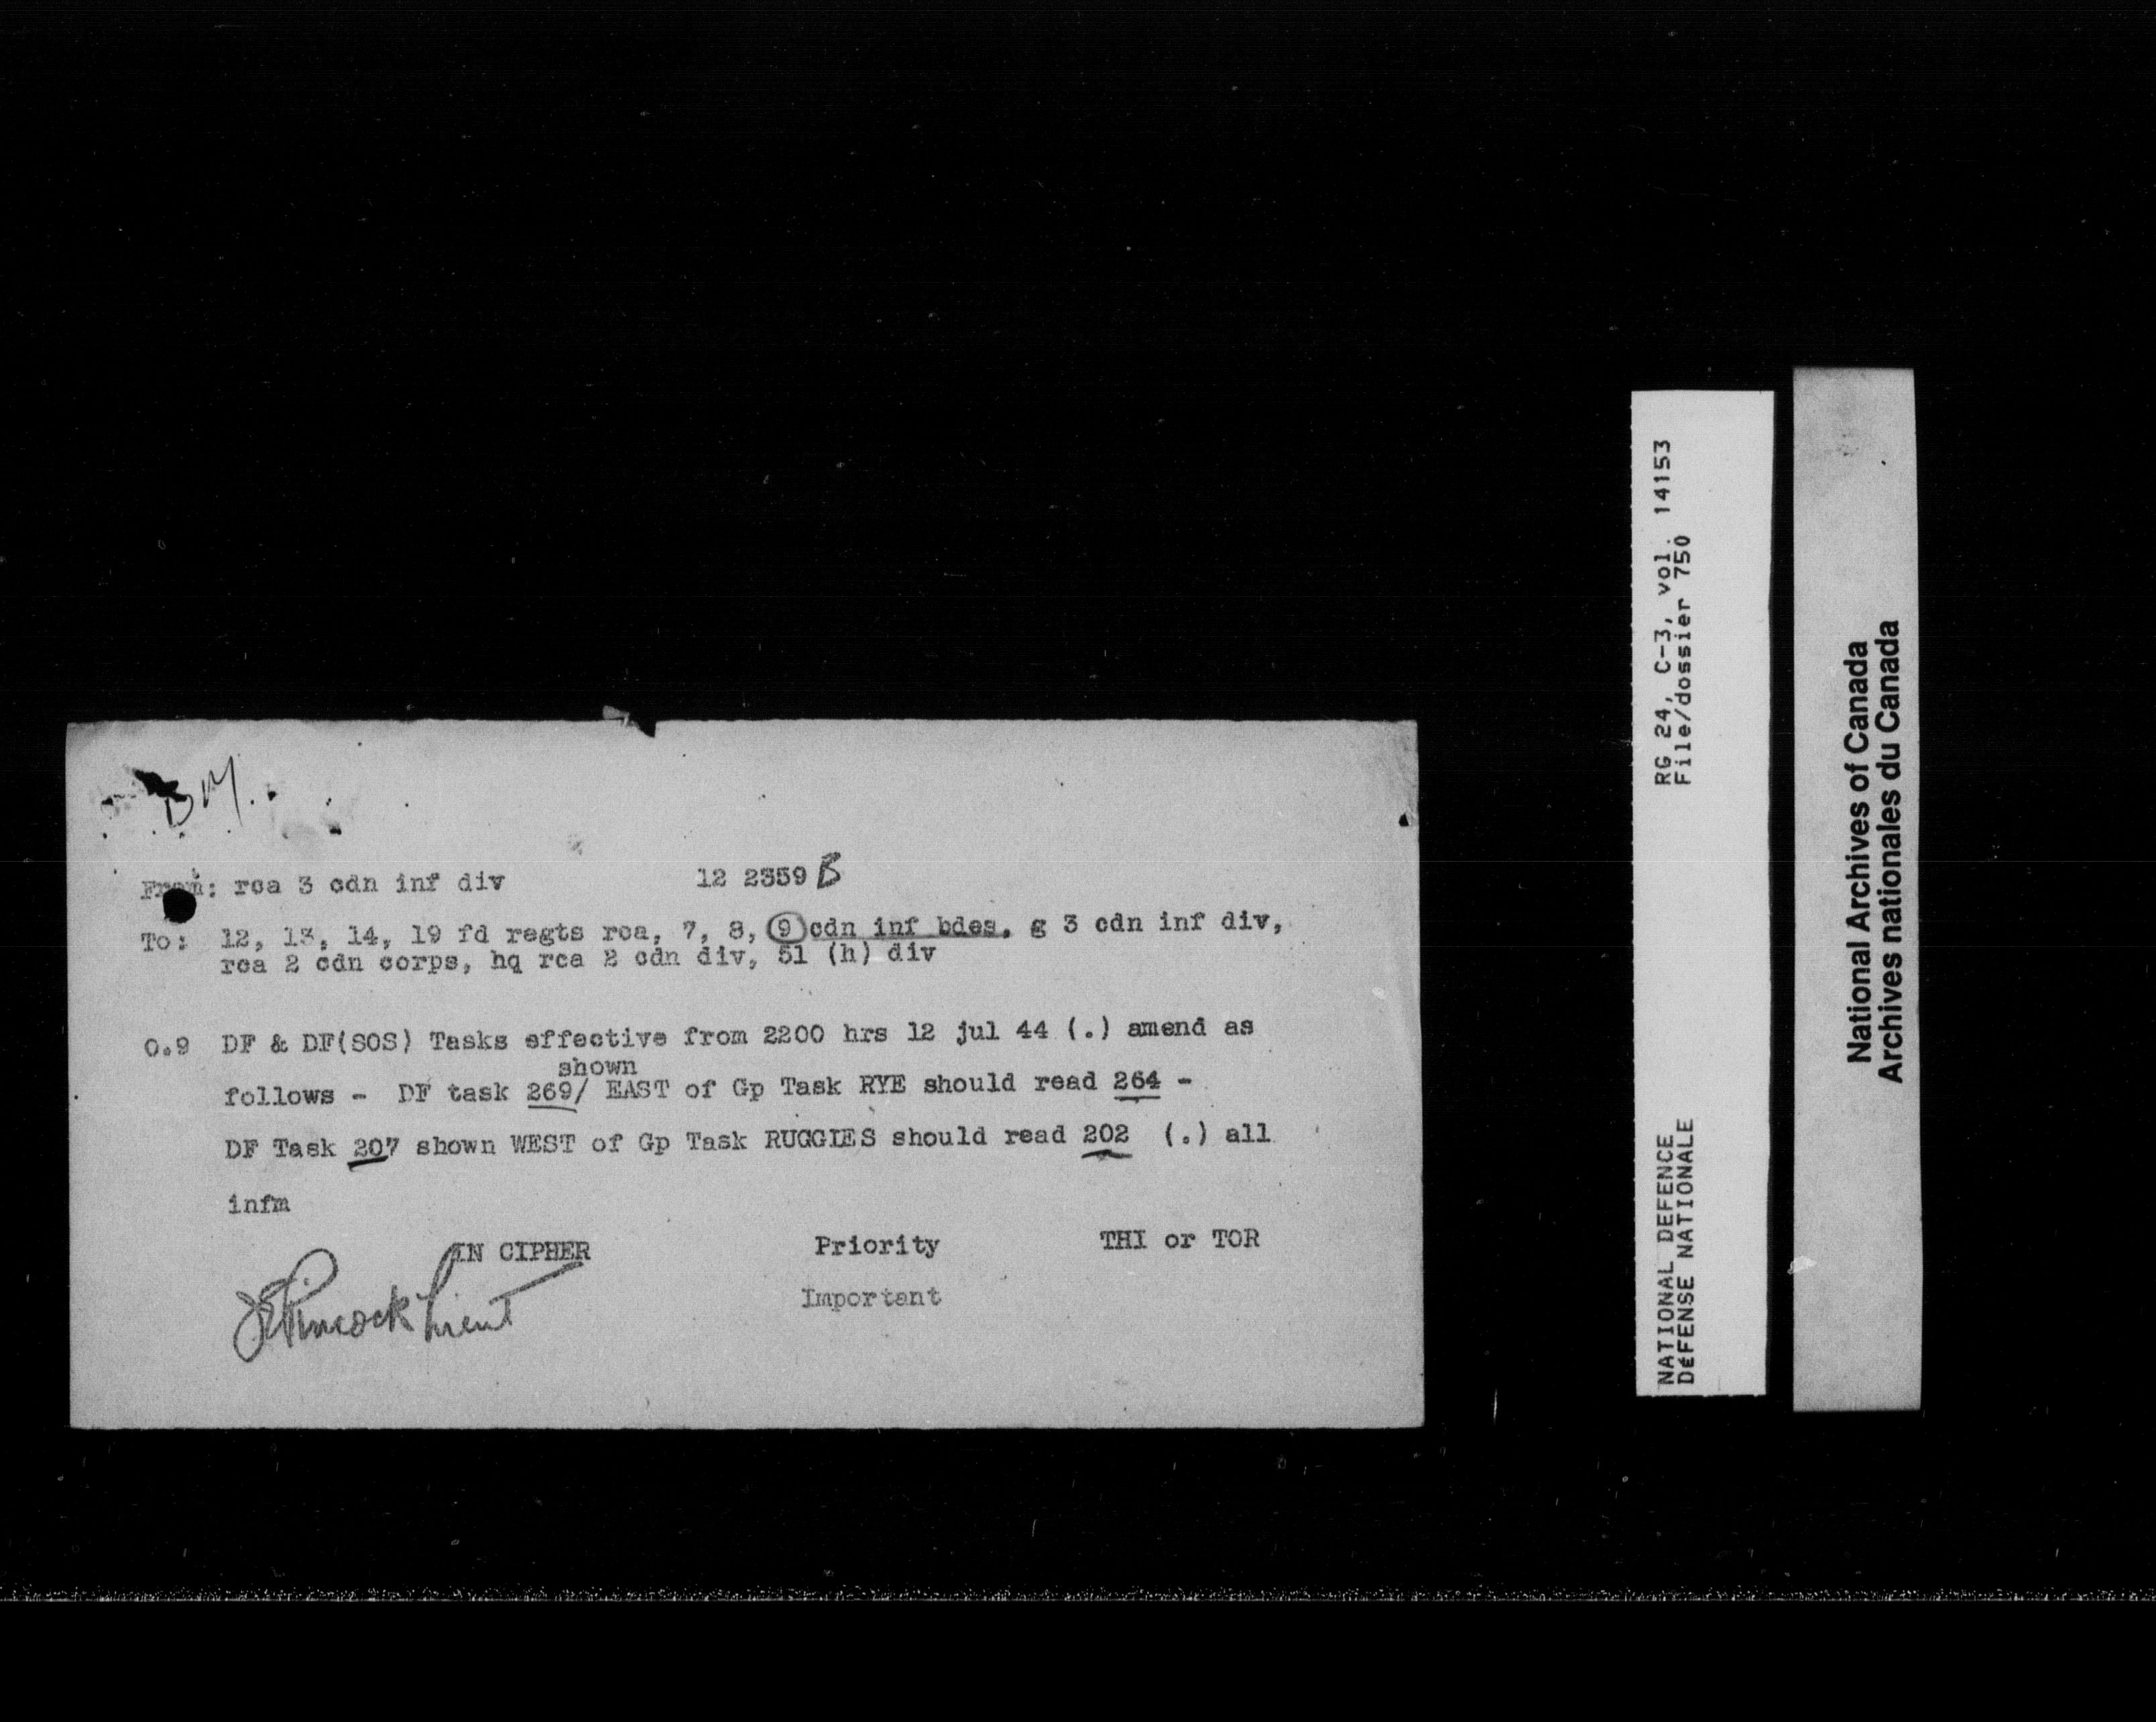 BM.
From: rca 3 cdn inf div 12 2359 B
To: 12, 13, 14, 19 fd regts rca, 7, 8, 9 cdn inf bdes, g 3 cdn inf div,
rca 2 cdn corps, hq rca 2 cdn div, 51 (h) div
0.9 DF & DF(SOS) Tasks effective from 2200 hrs 12 jul 44 (.) amend as
shown
follows - DF task 269/ EAST of Gp Task RYE should read 264 -
DF Task 207 shown WEST of Gp Task RUGGIES should read 202 (.) all
infm
IN CIPHER Priority THI or TOR
Important
Pincock Lieut
RG 24, C-3, vol. 14153
File/dossier 750
NATIONAL DEFENCE
DéFENSE NATIONALE
National Archives of Canada
Archives nationales du Canada